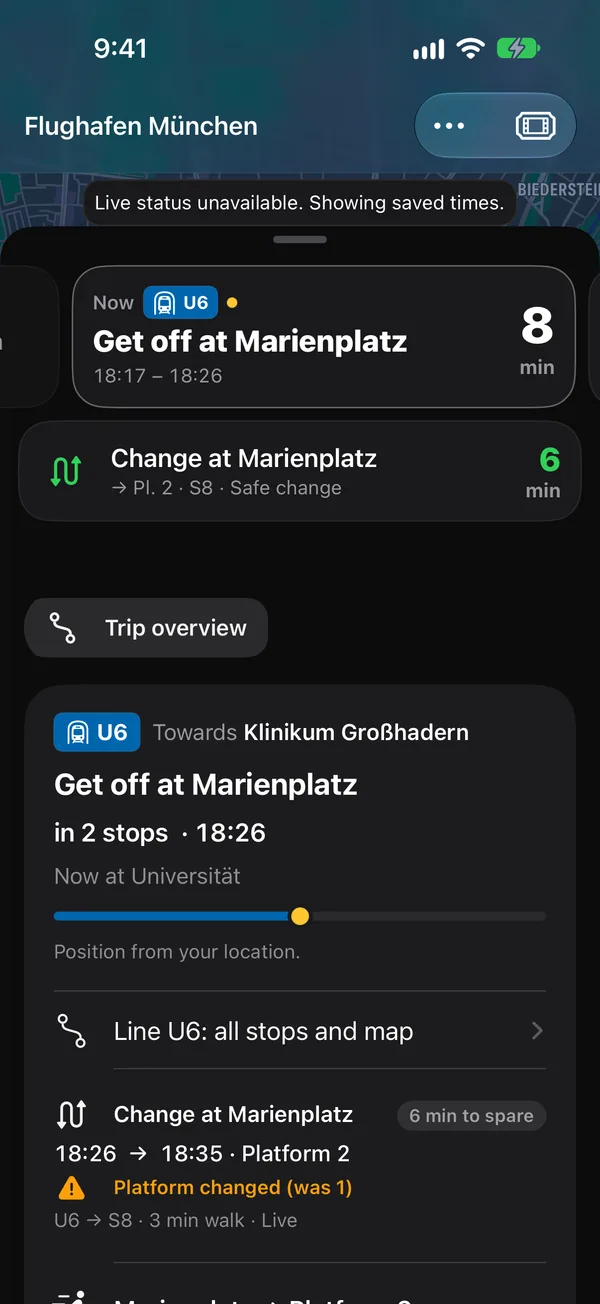 9:41
Flughafen München
Live status unavailable. Showing saved times.
Now U6
Get off at Marienplatz
18:17 – 18:26
8
min
Change at Marienplatz
→ Pl. 2 · S8 · Safe change
6
min
Trip overview
U6 Towards Klinikum Großhadern
Get off at Marienplatz
in 2 stops · 18:26
Now at Universität
Position from your location.
Line U6: all stops and map
Change at Marienplatz
6 min to spare
18:26 → 18:35 · Platform 2
Platform changed (was 1)
U6 → S8 · 3 min walk · Live